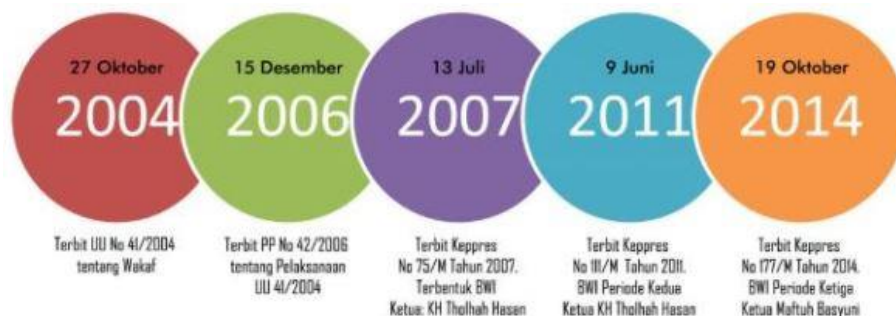 27 Oktober
2004
15 Desember
2006
13 Juli
2007
9 Juni
2011
19 Oktober
2014
Terbit UU No 41/2004
tentang Wakaf
Terbit PP No 42/2006
tentang Pelaksanaan
UU 41/2004
Terbit Keppres
No 75/M Tahun 2007.
Terbentuk BWI
Ketua: KH Tholhah Hasan
Terbit Keppres
No 111/M Tahun 2011.
BWI Periode Kedua
Ketua KH Tholhah Hasan
Terbit Keppres
No 177/M Tahun 2014.
BWI Periode Ketiga
Ketua Maftuh Basyuni